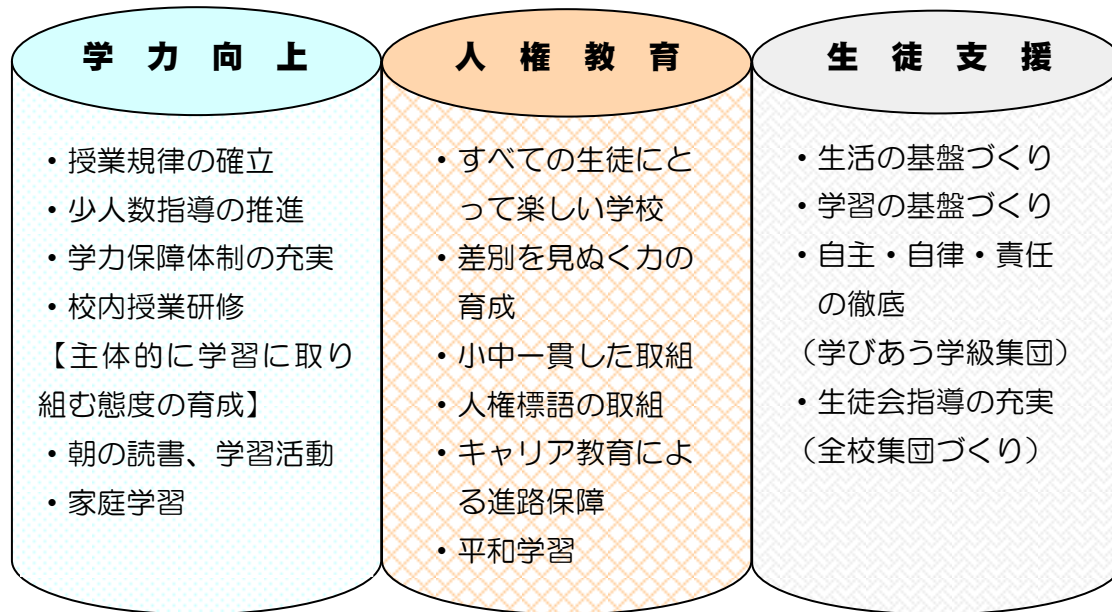 学力向上
・授業規律の確立
・少人数指導の推進
・学力保障体制の充実
・校内授業研修
【主体的に学習に取り
組む態度の育成】
・朝の読書、学習活動
・家庭学習
人権教育
・すべての生徒にと
って楽しい学校
・差別を見ぬく力の
育成
・小中一貫した取組
・人権標語の取組
・キャリア教育によ
る進路保障
・平和学習
生徒支援
・生活の基盤づくり
・学習の基盤づくり
・自主・自律・責任
の徹底
（学びあう学級集団）
・生徒会指導の充実
（全校集団づくり）